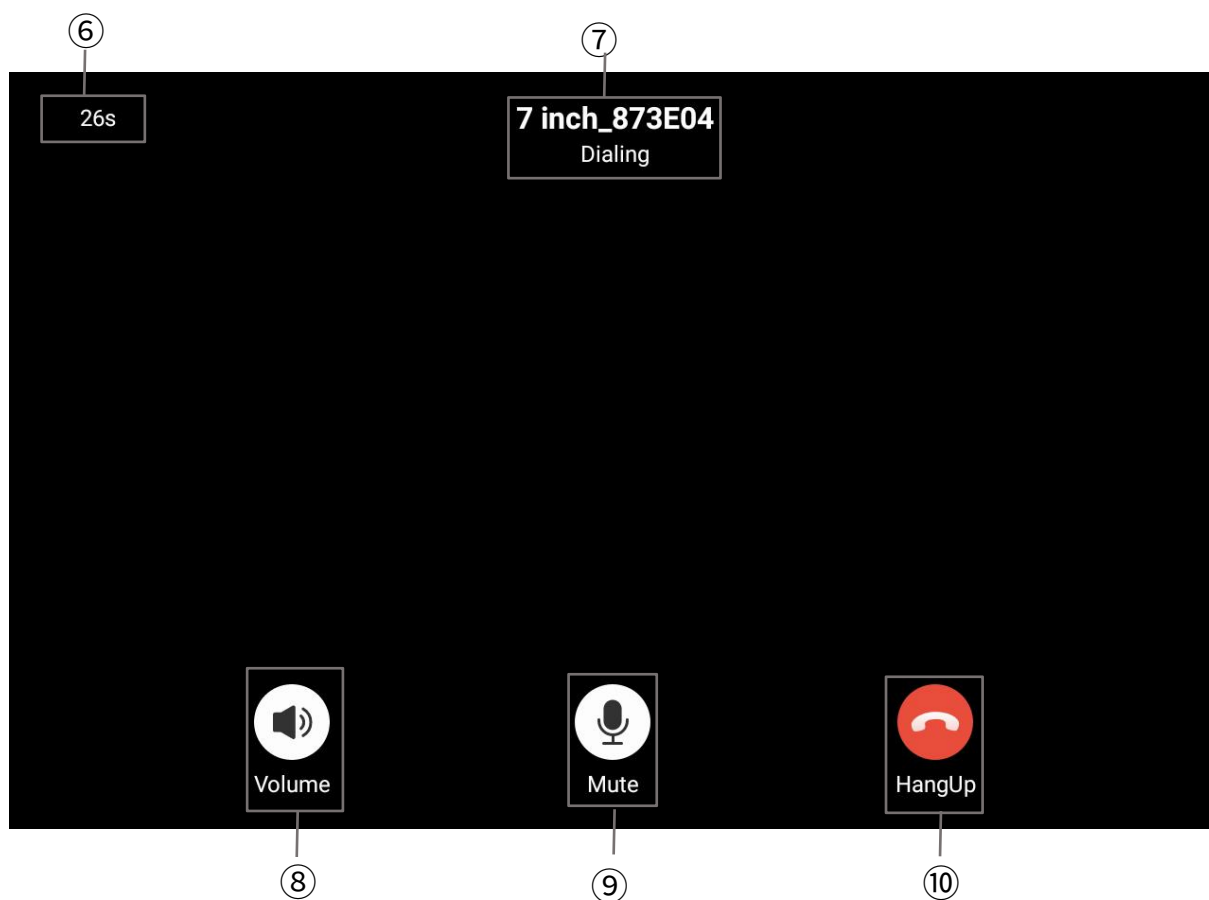 ⑥
⑦
26s
7 inch_873E04
Dialing
Volume
Mute
HangUp
⑧
⑨
⑩